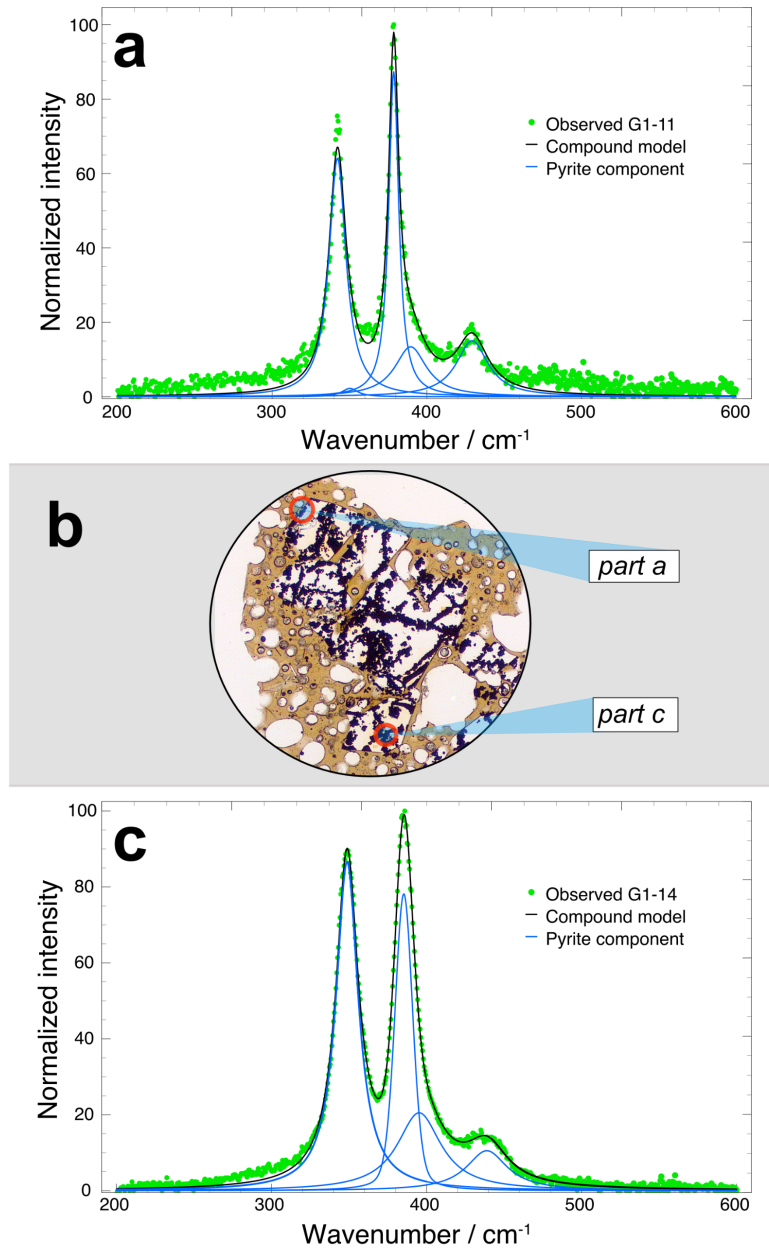 a
100
80
60
40
20
0
Normalized intensity
Observed G1-11
Compound model
Pyrite component
200 300 400 500 600
Wavenumber / cm-1
b
part a
part c
c
100
80
60
40
20
0
Normalized intensity
Observed G1-14
Compound model
Pyrite component
200 300 400 500 600
Wavenumber / cm-1